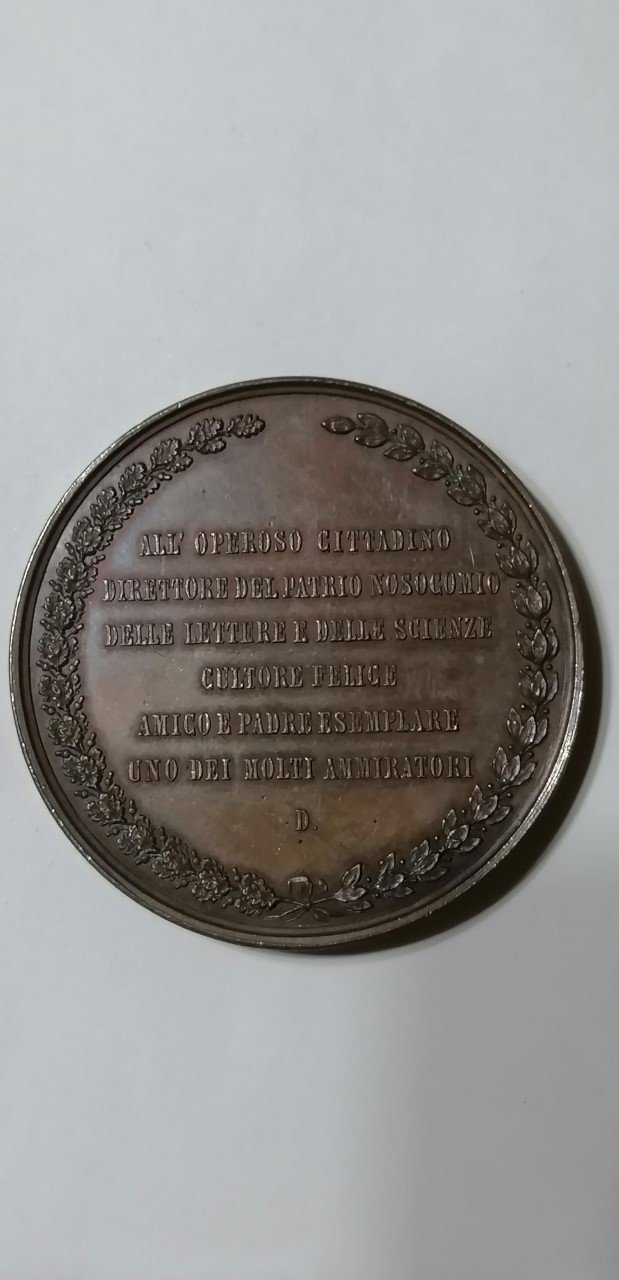 ALL' OPEROSO CITTADINO
DIRETTORE DEL PATRIO NOSOCOMIO
DELLE LETTERE E DELLE SCIENZE
CULTORE FELICE
AMICO E PADRE ESEMPLARE
UNO DEI MOLTI AMMIRATORI
D.